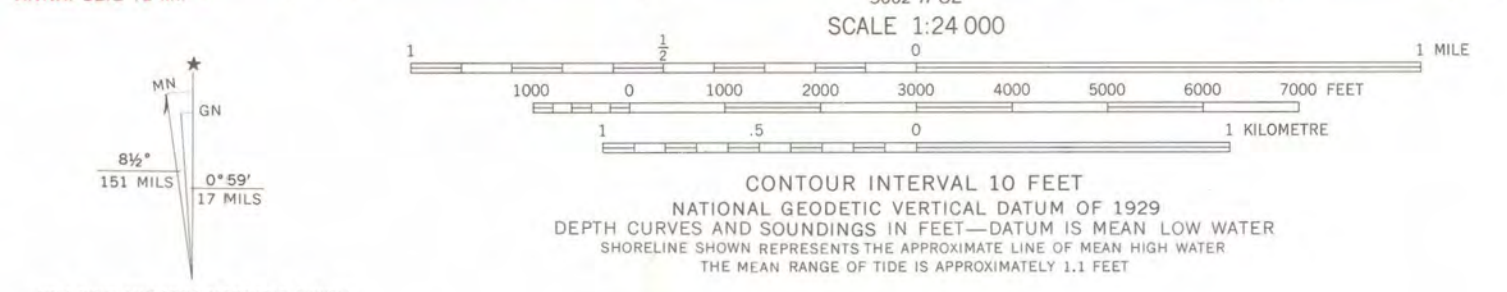 SCALE 1:24 000
1 ½ 0 1 MILE
1000 0 1000 2000 3000 4000 5000 6000 7000 FEET
1 .5 0 1 KILOMETRE
CONTOUR INTERVAL 10 FEET
NATIONAL GEODETIC VERTICAL DATUM OF 1929
DEPTH CURVES AND SOUNDINGS IN FEET—DATUM IS MEAN LOW WATER
SHORELINE SHOWN REPRESENTS THE APPROXIMATE LINE OF MEAN HIGH WATER
THE MEAN RANGE OF TIDE IS APPROXIMATELY 1.1 FEET
★
MN
GN
8½°
151 MILS
0°59′
17 MILS